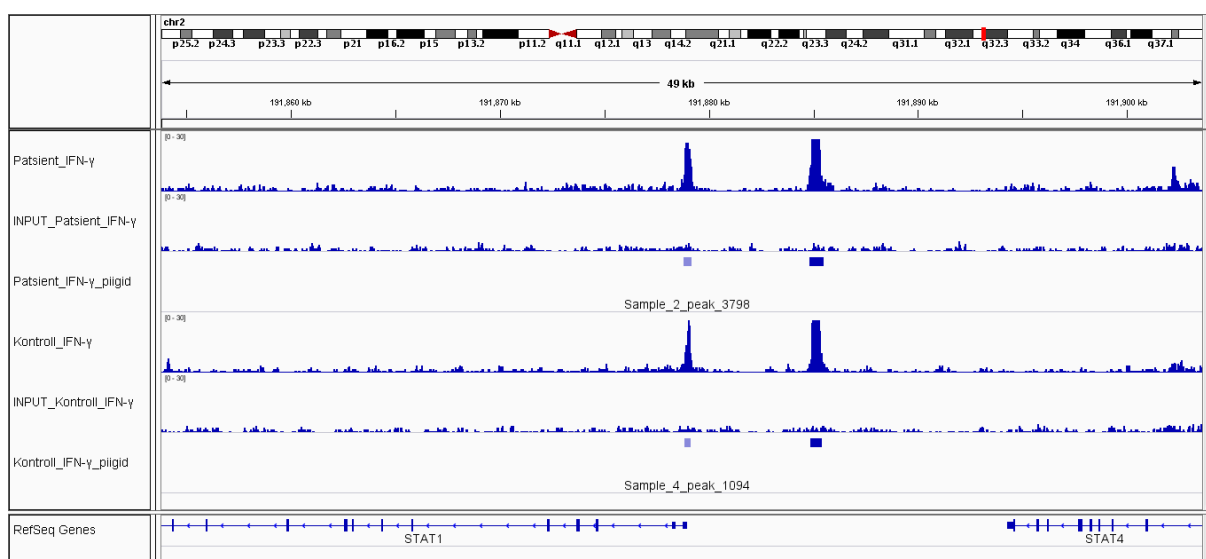 chr2
p25.2 p24.3 p23.3 p22.3 p21 p16.2 p15 p13.2 p11.2 q11.1 q12.1 q13 q14.2 q21.1 q22.2 q23.3 q24.2 q31.1 q32.1 q32.3 q33.2 q34 q36.1 q37.1
49 kb
191,860 kb 191,870 kb 191,880 kb 191,890 kb 191,900 kb
[0 - 30]
Patsient_IFN-γ
[0 - 30]
INPUT_Patsient_IFN-γ
Patsient_IFN-γ_piigid
Sample_2_peak_3798
[0 - 30]
Kontroll_IFN-γ
[0 - 30]
INPUT_Kontroll_IFN-γ
Kontroll_IFN-γ_piigid
Sample_4_peak_1094
RefSeq Genes
STAT1 STAT4